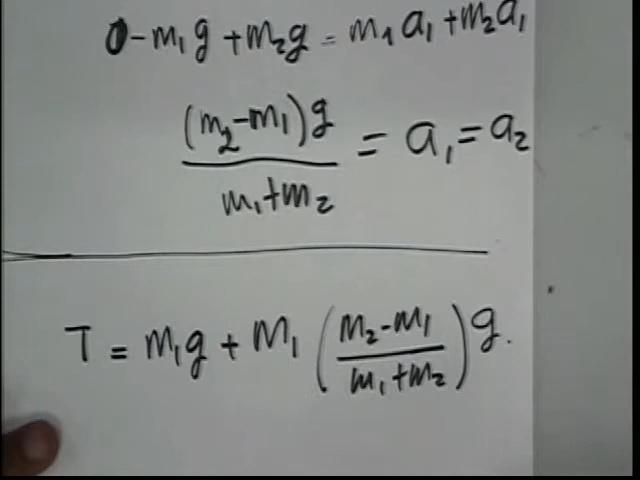 0-m₁g+m₂g=m₁a₁+m₂a₁
(m₂-m₁)g/m₁+m₂ = a₁=a₂
T=m₁g+m₁(m₂-m₁/m₁+m₂)g.